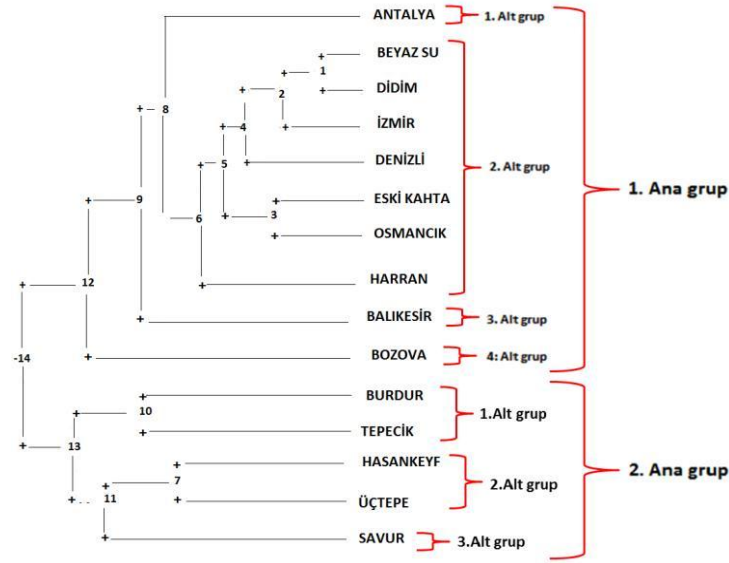 ANTALYA 1. Alt grup
BEYAZ SU
1
DİDİM
2
İZMİR
8
4
DENİZLİ
5
2. Alt grup
1. Ana grup
ESKİ KAHTA
9
3
6
OSMANCIK
HARRAN
12
BALIKESİR 3. Alt grup
-14
BOZOVA 4: Alt grup
BURDUR
10
1.Alt grup
TEPECİK
13
HASANKEYF
2. Ana grup
7
2.Alt grup
11
ÜÇTEPE
SAVUR 3.Alt grup